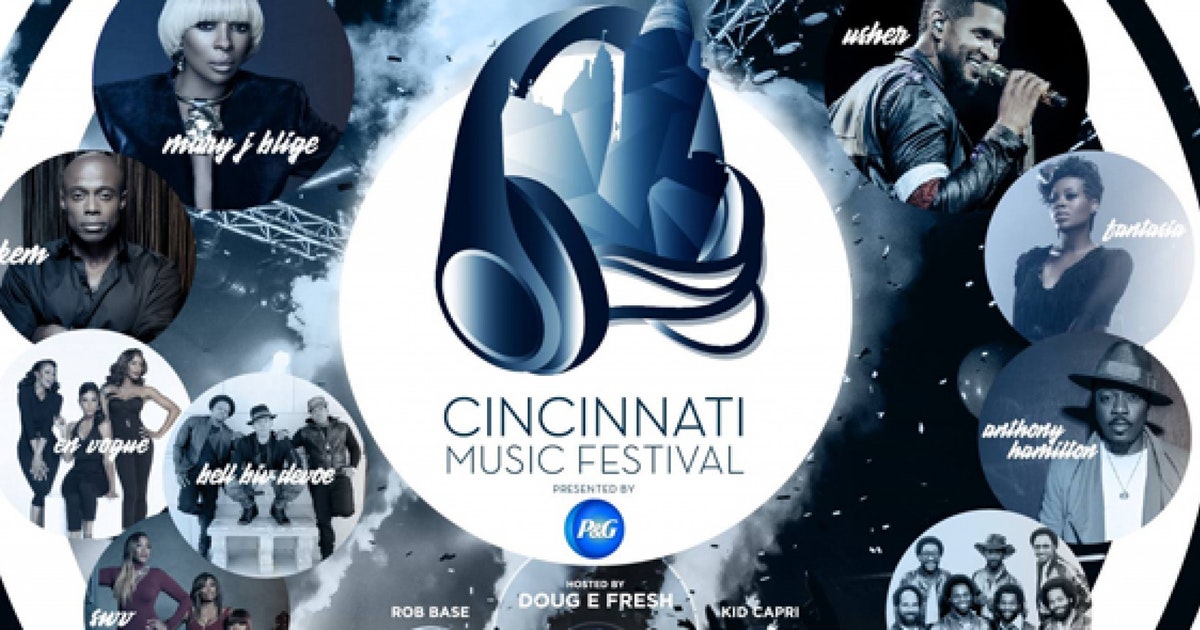 mary j blige
usher
kem
fantasia
en vogue
bell biv devoe
anthony
hamilton
CINCINNATI
MUSIC FESTIVAL
PRESENTED BY
P&G
HOSTED BY
DOUG E FRESH
ROB BASE
KID CAPRI
swv